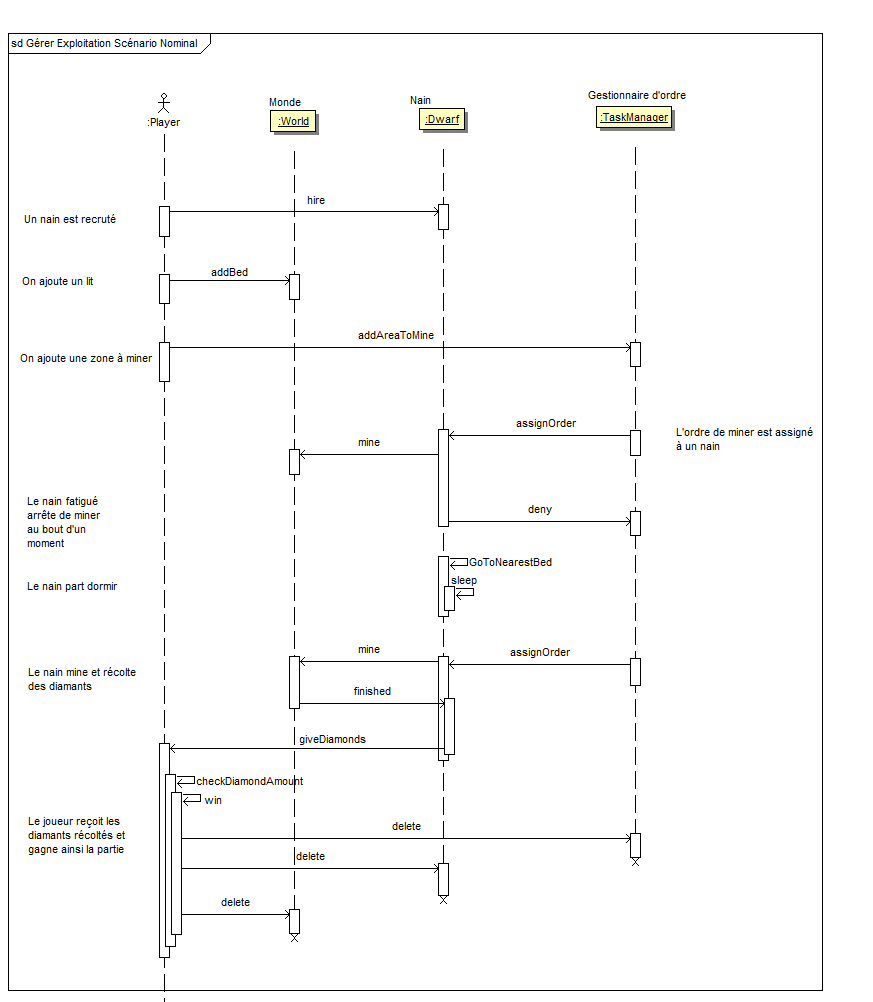 sd Gérer Exploitation Scénario Nominal
:Player
Monde
:World
Nain
:Dwarf
Gestionnaire d'ordre
:TaskManager
hire
Un nain est recruté
addBed
On ajoute un lit
addAreaToMine
On ajoute une zone à miner
assignOrder
L'ordre de miner est assigné
à un nain
mine
Le nain fatigué
arrête de miner
au bout d'un
moment
deny
GoToNearestBed
sleep
Le nain part dormir
mine
assignOrder
Le nain mine et récolte
des diamants
finished
giveDiamonds
checkDiamondAmount
win
Le joueur reçoit les
diamants récoltés et
gagne ainsi la partie
delete
delete
delete